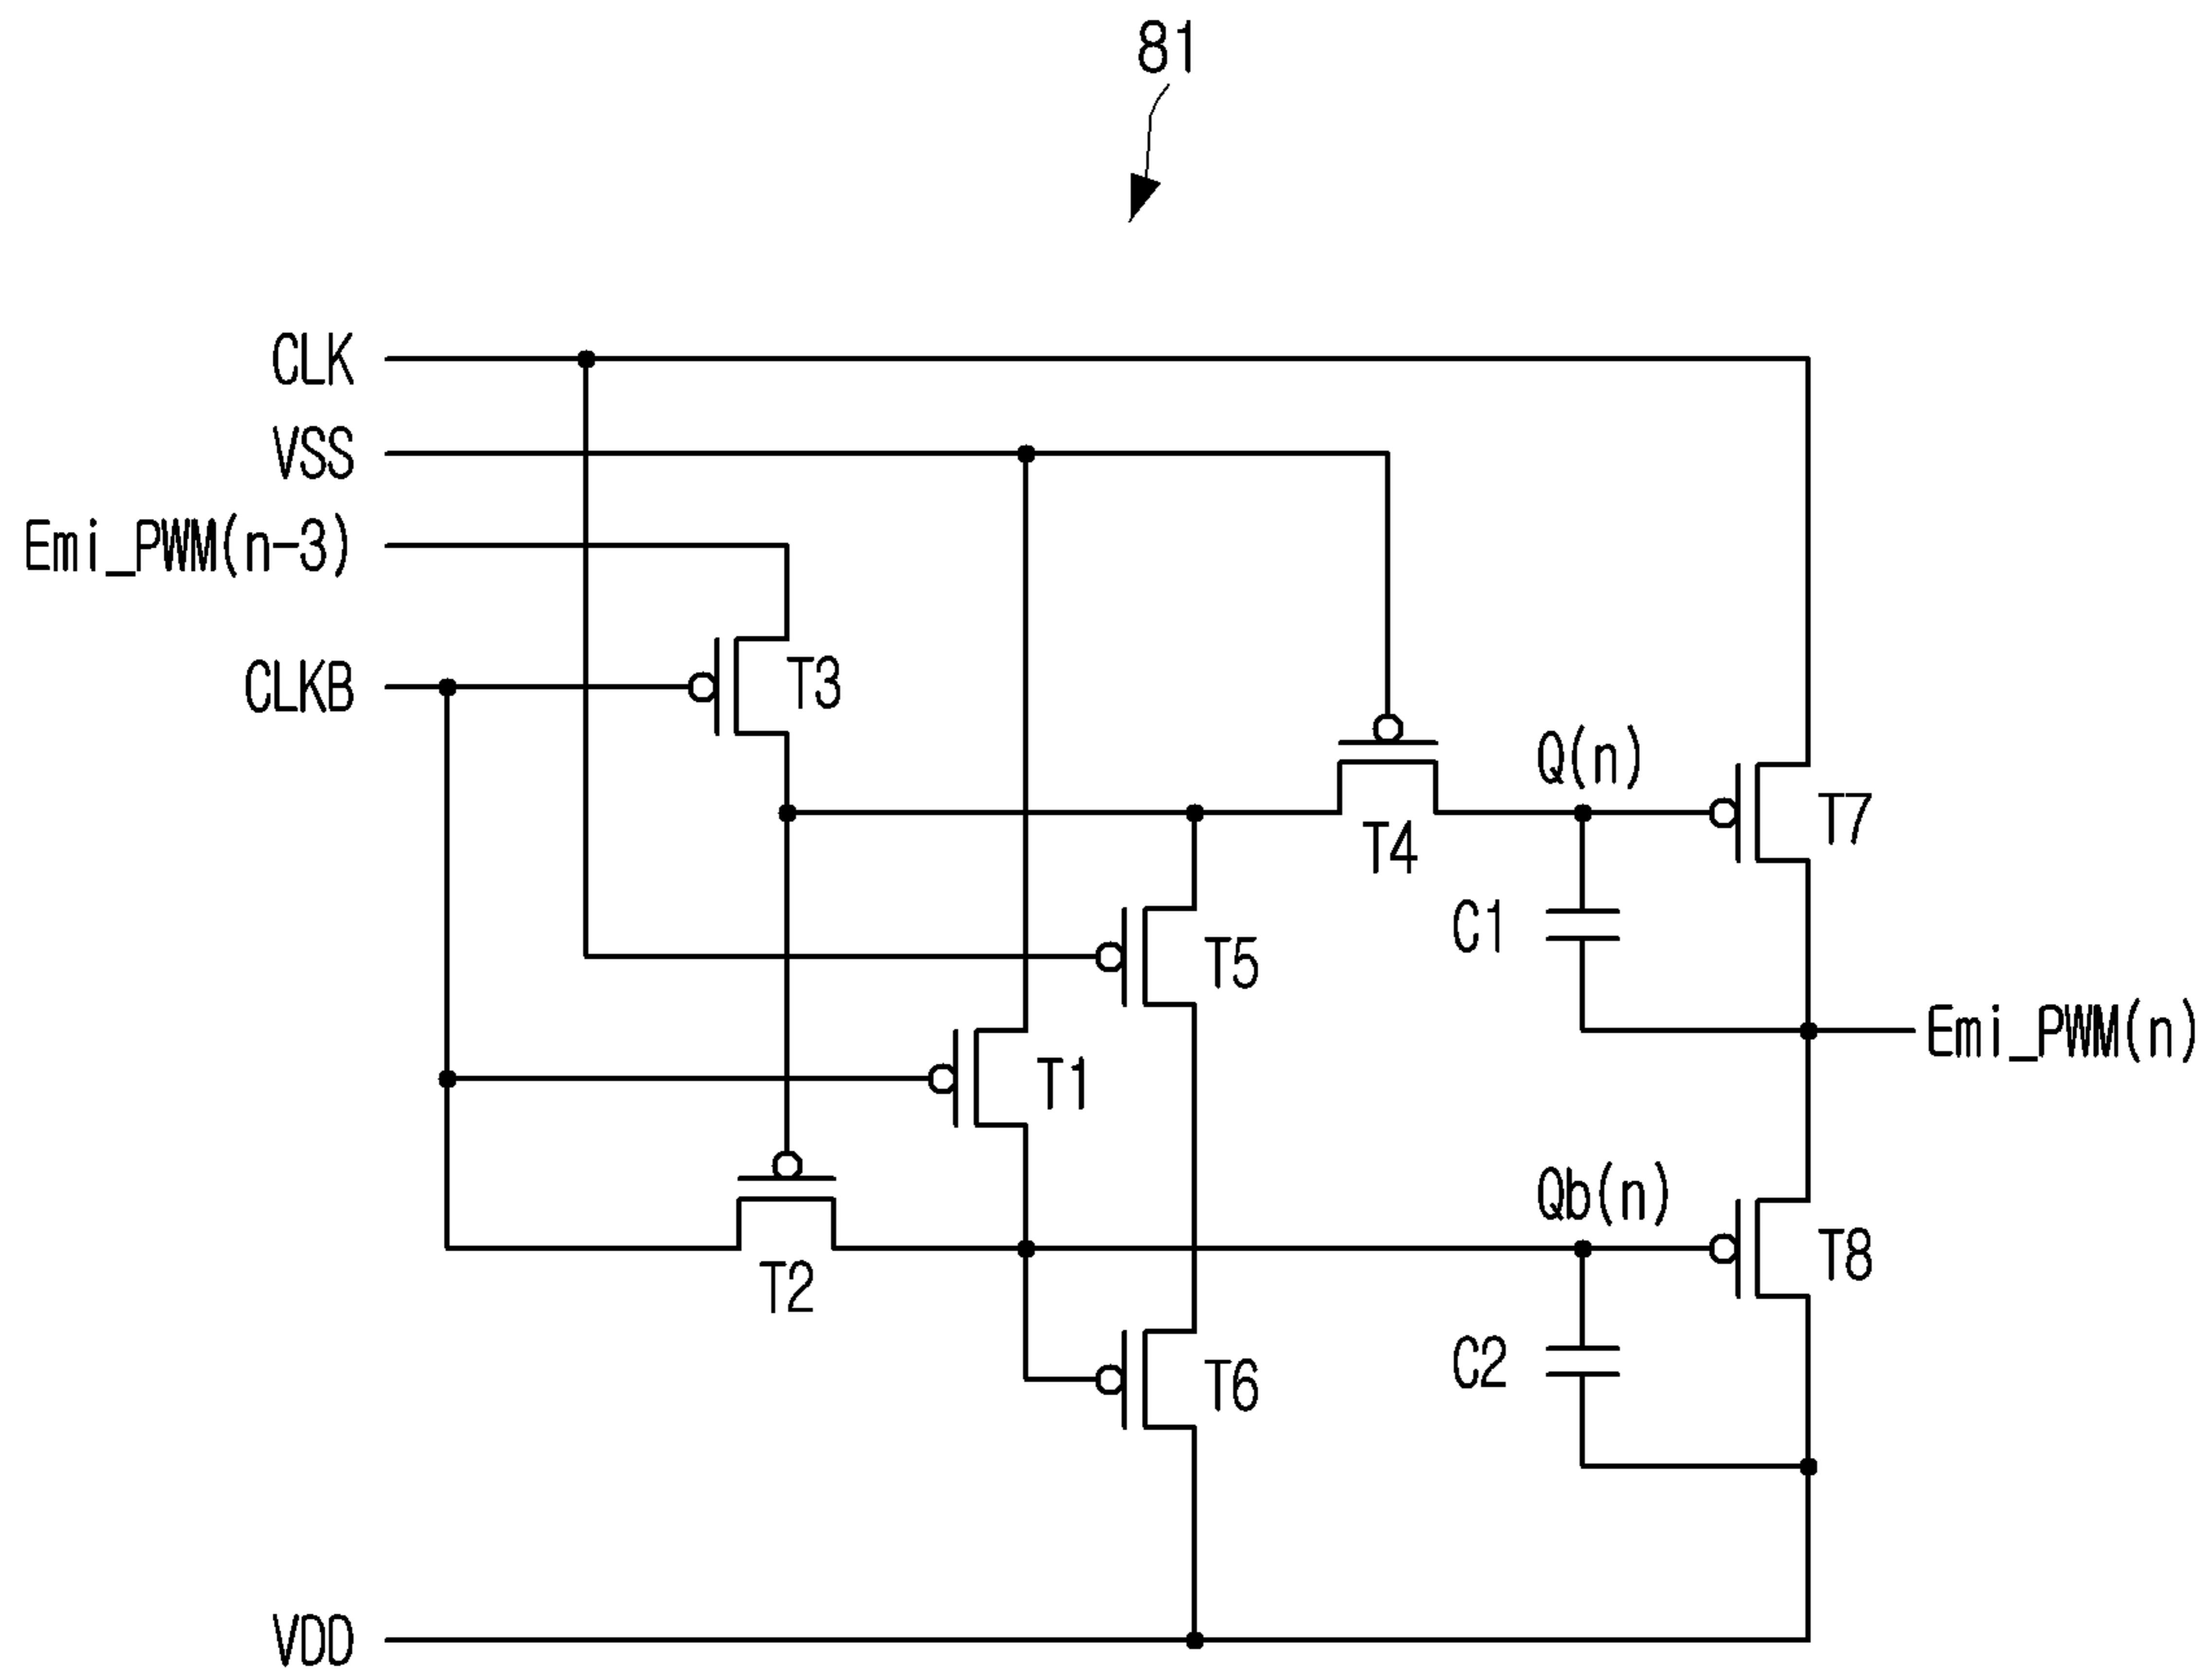 81
CLK
VSS
Emi_PWM(n-3)
CLKB
T3
Q(n)
T7
T4
C1
T5
Emi_PWM(n)
T1
Qb(n)
T8
T2
C2
T6
VDD